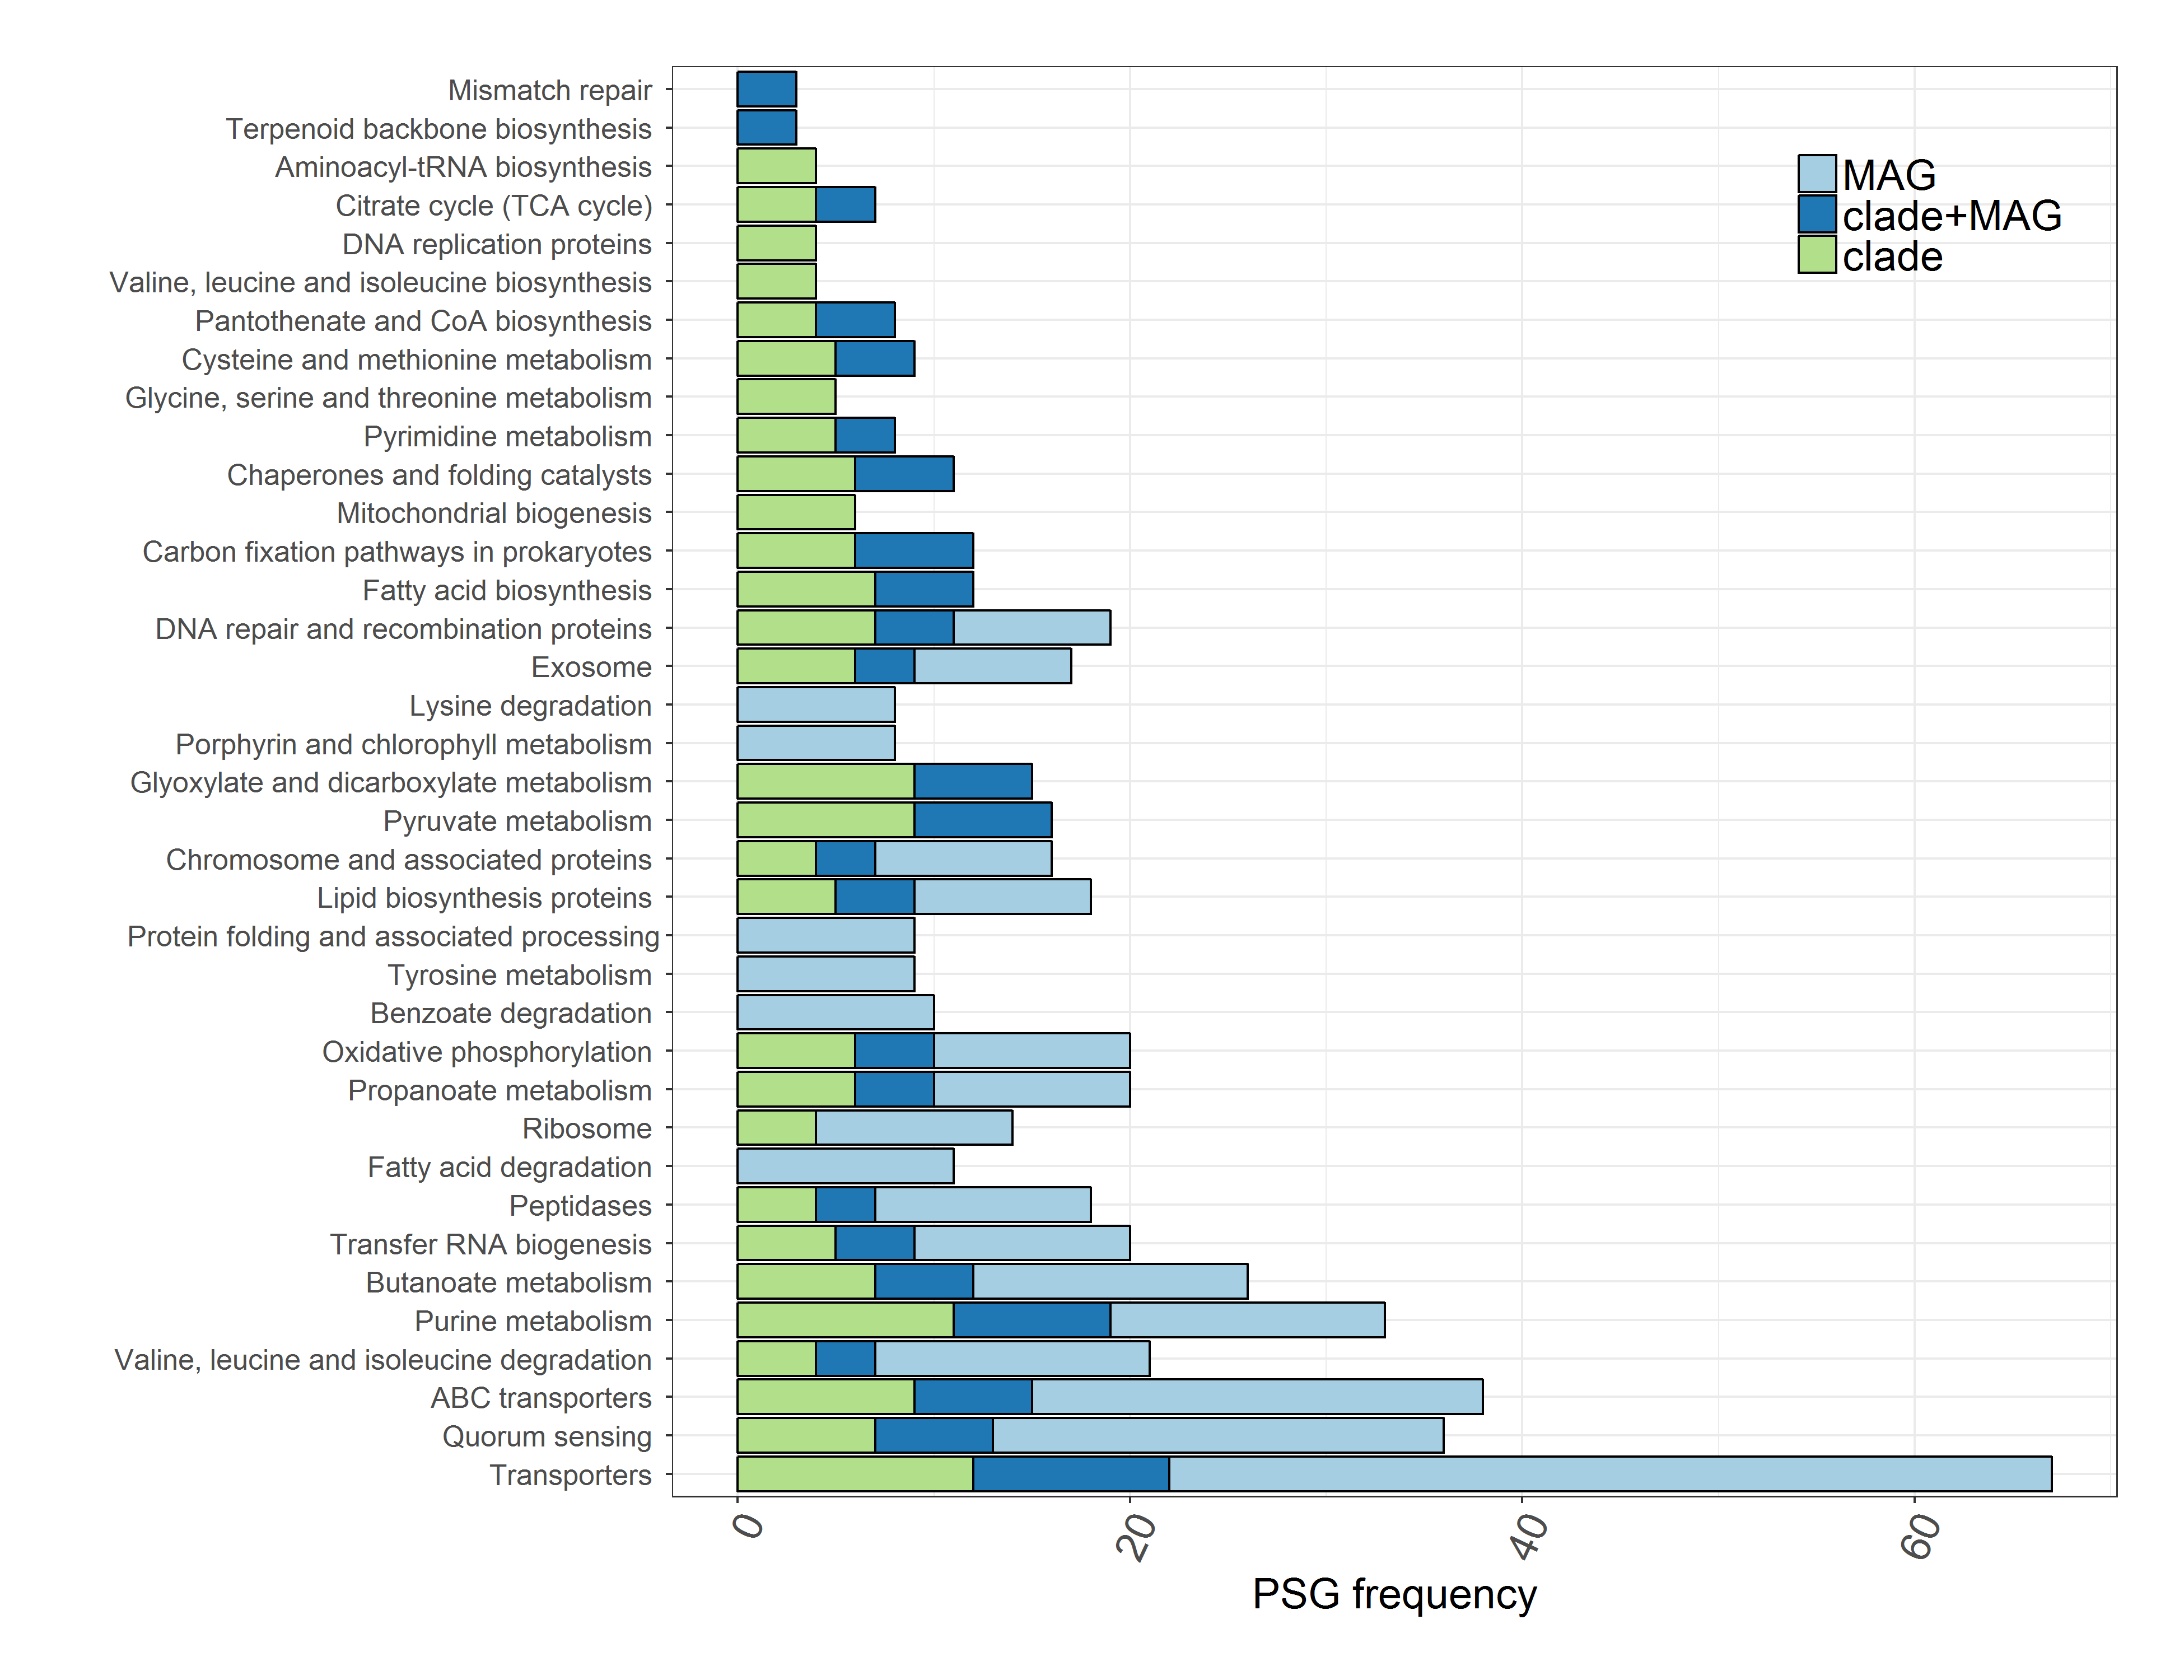 Mismatch repair
Terpenoid backbone biosynthesis
Aminoacyl-tRNA biosynthesis
Citrate cycle (TCA cycle)
DNA replication proteins
Valine, leucine and isoleucine biosynthesis
Pantothenate and CoA biosynthesis
Cysteine and methionine metabolism
Glycine, serine and threonine metabolism
Pyrimidine metabolism
Chaperones and folding catalysts
Mitochondrial biogenesis
Carbon fixation pathways in prokaryotes
Fatty acid biosynthesis
DNA repair and recombination proteins
Exosome
Lysine degradation
Porphyrin and chlorophyll metabolism
Glyoxylate and dicarboxylate metabolism
Pyruvate metabolism
Chromosome and associated proteins
Lipid biosynthesis proteins
Protein folding and associated processing
Tyrosine metabolism
Benzoate degradation
Oxidative phosphorylation
Propanoate metabolism
Ribosome
Fatty acid degradation
Peptidases
Transfer RNA biogenesis
Butanoate metabolism
Purine metabolism
Valine, leucine and isoleucine degradation
ABC transporters
Quorum sensing
Transporters
MAG
clade+MAG
clade
0 20 40 60
PSG frequency